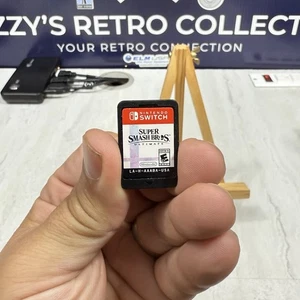 ZZY'S RETRO COLLECT
YOUR RETRO CONNECTION
NINTENDO
SWITCH
SUPER
SMASH BROS.
ULTIMATE
E
LA-H-AAABA-USA